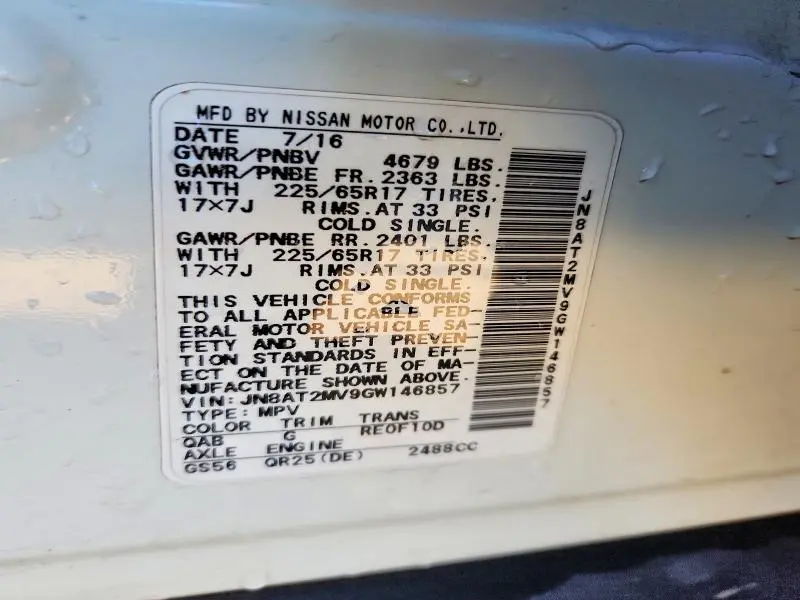 MFD BY NISSAN MOTOR CO.,LTD.
DATE 7/16
GVWR/PNBV 4679 LBS.
GAWR/PNBE FR. 2363 LBS.
WITH 225/65R17 TIRES.
17×7J RIMS.AT 33 PSI
COLD SINGLE.
GAWR/PNBE RR. 2401 LBS.
WITH 225/65R17 TIRES.
17×7J RIMS.AT 33 PSI
COLD SINGLE.
THIS VEHICLE CONFORMS
TO ALL APPLICABLE FED-
ERAL MOTOR VEHICLE SA-
FETY AND THEFT PREVEN-
TION STANDARDS IN EFF-
ECT ON THE DATE OF MA-
NUFACTURE SHOWN ABOVE.
VIN: JN8AT2MV9GW146857
TYPE: MPV
COLOR TRIM TRANS
QAB G RE0F10D
AXLE ENGINE
GS56 QR25(DE) 2488CC
JN8AT2MV9GW146857